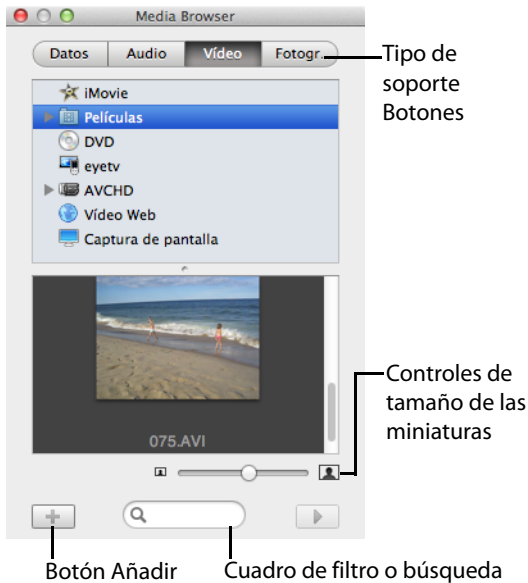 Media Browser
Datos Audio Vídeo Fotogr.
Tipo de
soporte
Botones
iMovie
Películas
DVD
eyetv
AVCHD
Vídeo Web
Captura de pantalla
075.AVI
Controles de
tamaño de las
miniaturas
Botón Añadir
Cuadro de filtro o búsqueda